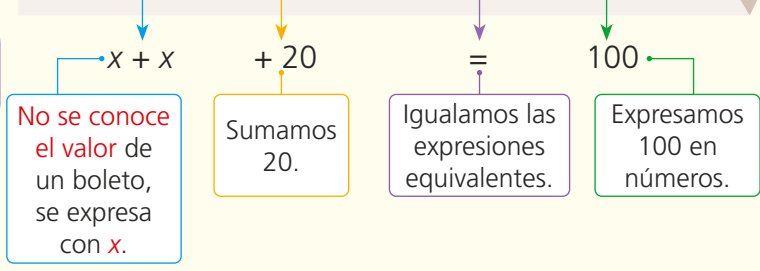 x + x + 20 = 100
No se conoce
el valor de
un boleto,
se expresa
con x.
Sumamos
20.
Igualamos las
expresiones
equivalentes.
Expresamos
100 en
números.